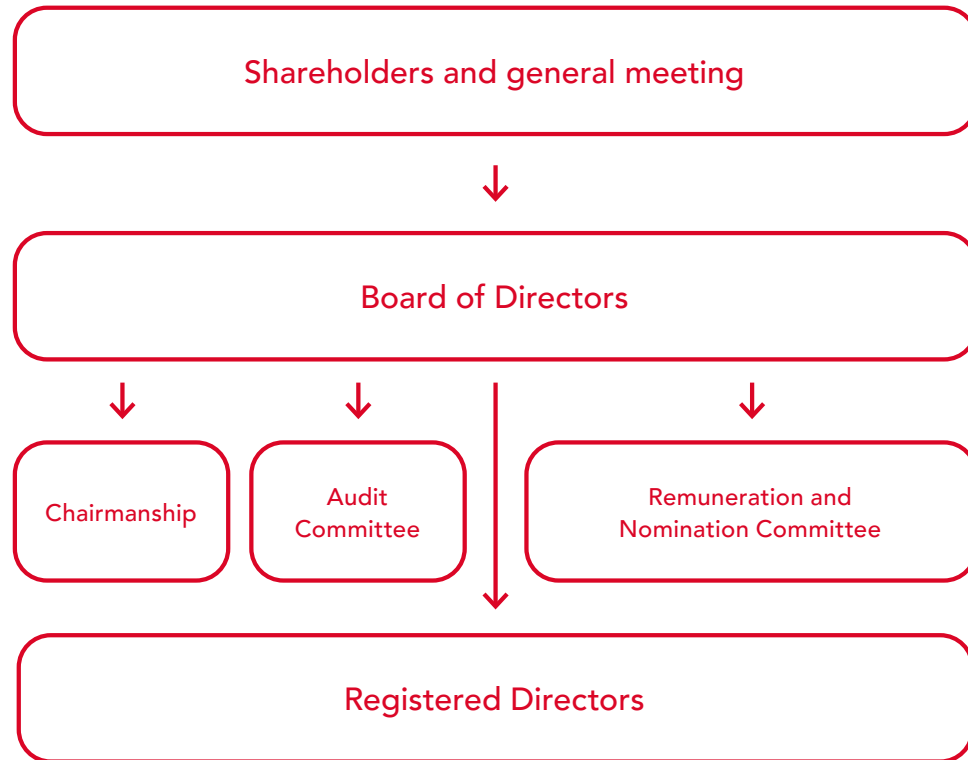 Shareholders and general meeting
Board of Directors
Chairmanship
Audit
Committee
Remuneration and
Nomination Committee
Registered Directors